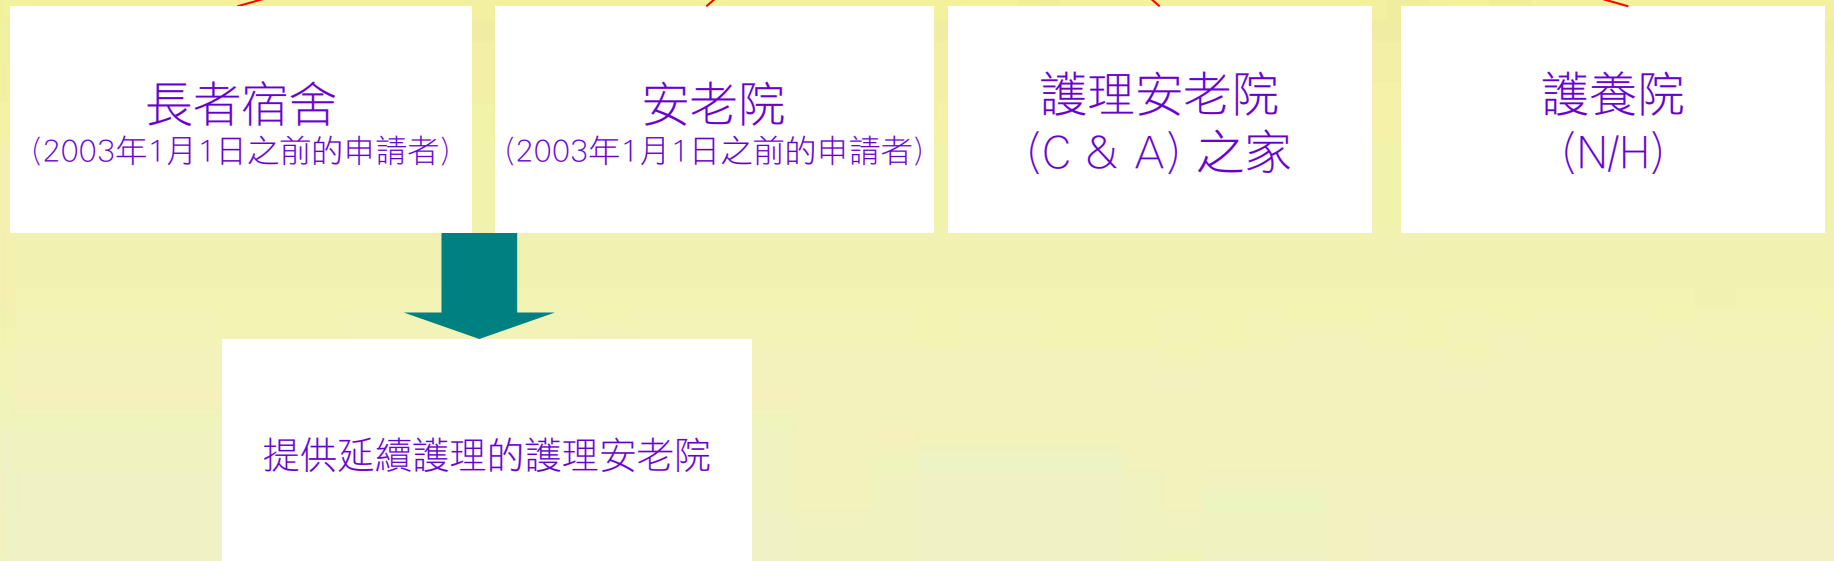 長者宿舍
(2003年1月1日之前的申請者)
安老院
(2003年1月1日之前的申請者)
護理安老院
(C & A) 之家
護養院
(N/H)
提供延續護理的護理安老院